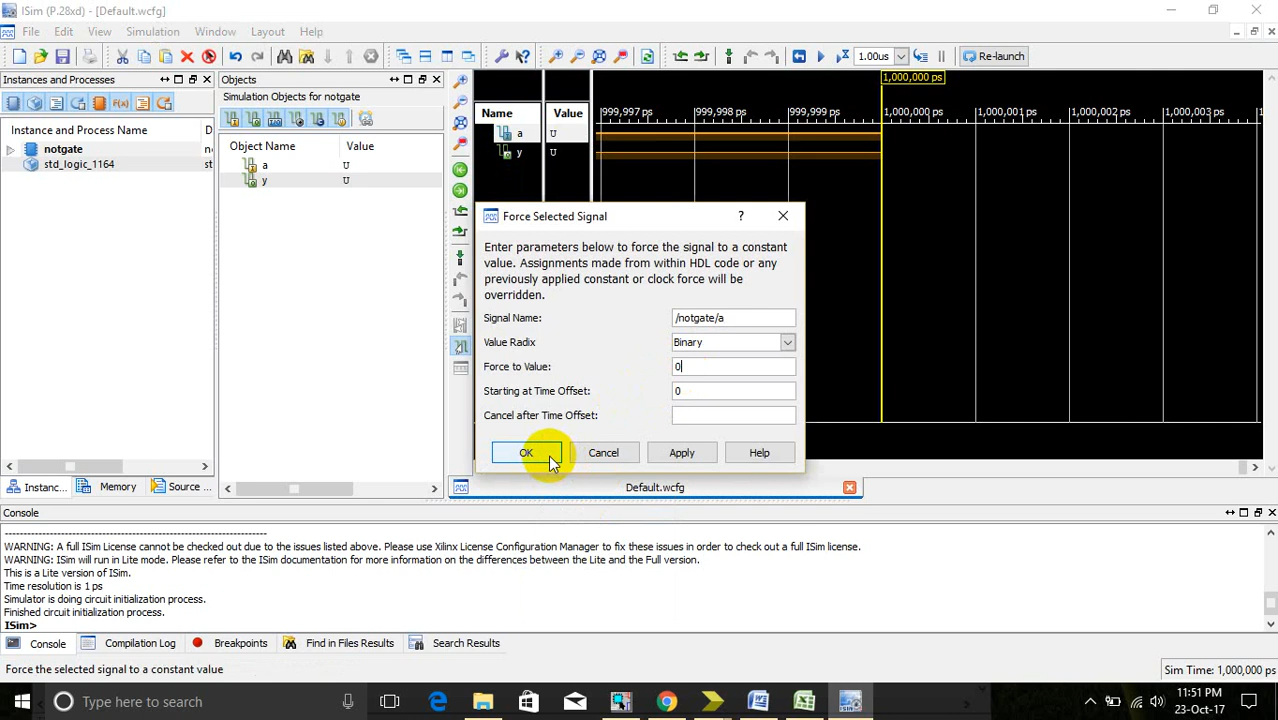 ISim (P.28xd) - [Default.wcfg]
File Edit View Simulation Window Layout Help
1.00us Re-launch
Instances and Processes
Objects
Simulation Objects for notgate
Instance and Process Name D
notgate
std_logic_1164 st
Object Name Value
a U
y U
Name Value
a U
y U
1,000,000 ps
999,997 ps 999,998 ps 999,999 ps 1,000,000 ps 1,000,001 ps 1,000,002 ps 1,000,003 ps
Force Selected Signal ?
Enter parameters below to force the signal to a constant
value. Assignments made from within HDL code or any
previously applied constant or clock force will be
overridden.
Signal Name: /notgate/a
Value Radix Binary
Force to Value: 0
Starting at Time Offset: 0
Cancel after Time Offset:
OK Cancel Apply Help
Instanc... Memory Source ...
Default.wcfg
Console
WARNING: A full ISim License cannot be checked out due to the issues listed above. Please use Xilinx License Configuration Manager to fix these issues in order to check out a full ISim license.
WARNING: ISim will run in Lite mode. Please refer to the ISim documentation for more information on the differences between the Lite and the Full version.
This is a Lite version of ISim.
Time resolution is 1 ps
Simulator is doing circuit initialization process.
Finished circuit initialization process.
ISim>
Console Compilation Log Breakpoints Find in Files Results Search Results
Force the selected signal to a constant value
Sim Time: 1,000,000 ps
Type here to search
11:51 PM
23-Oct-17